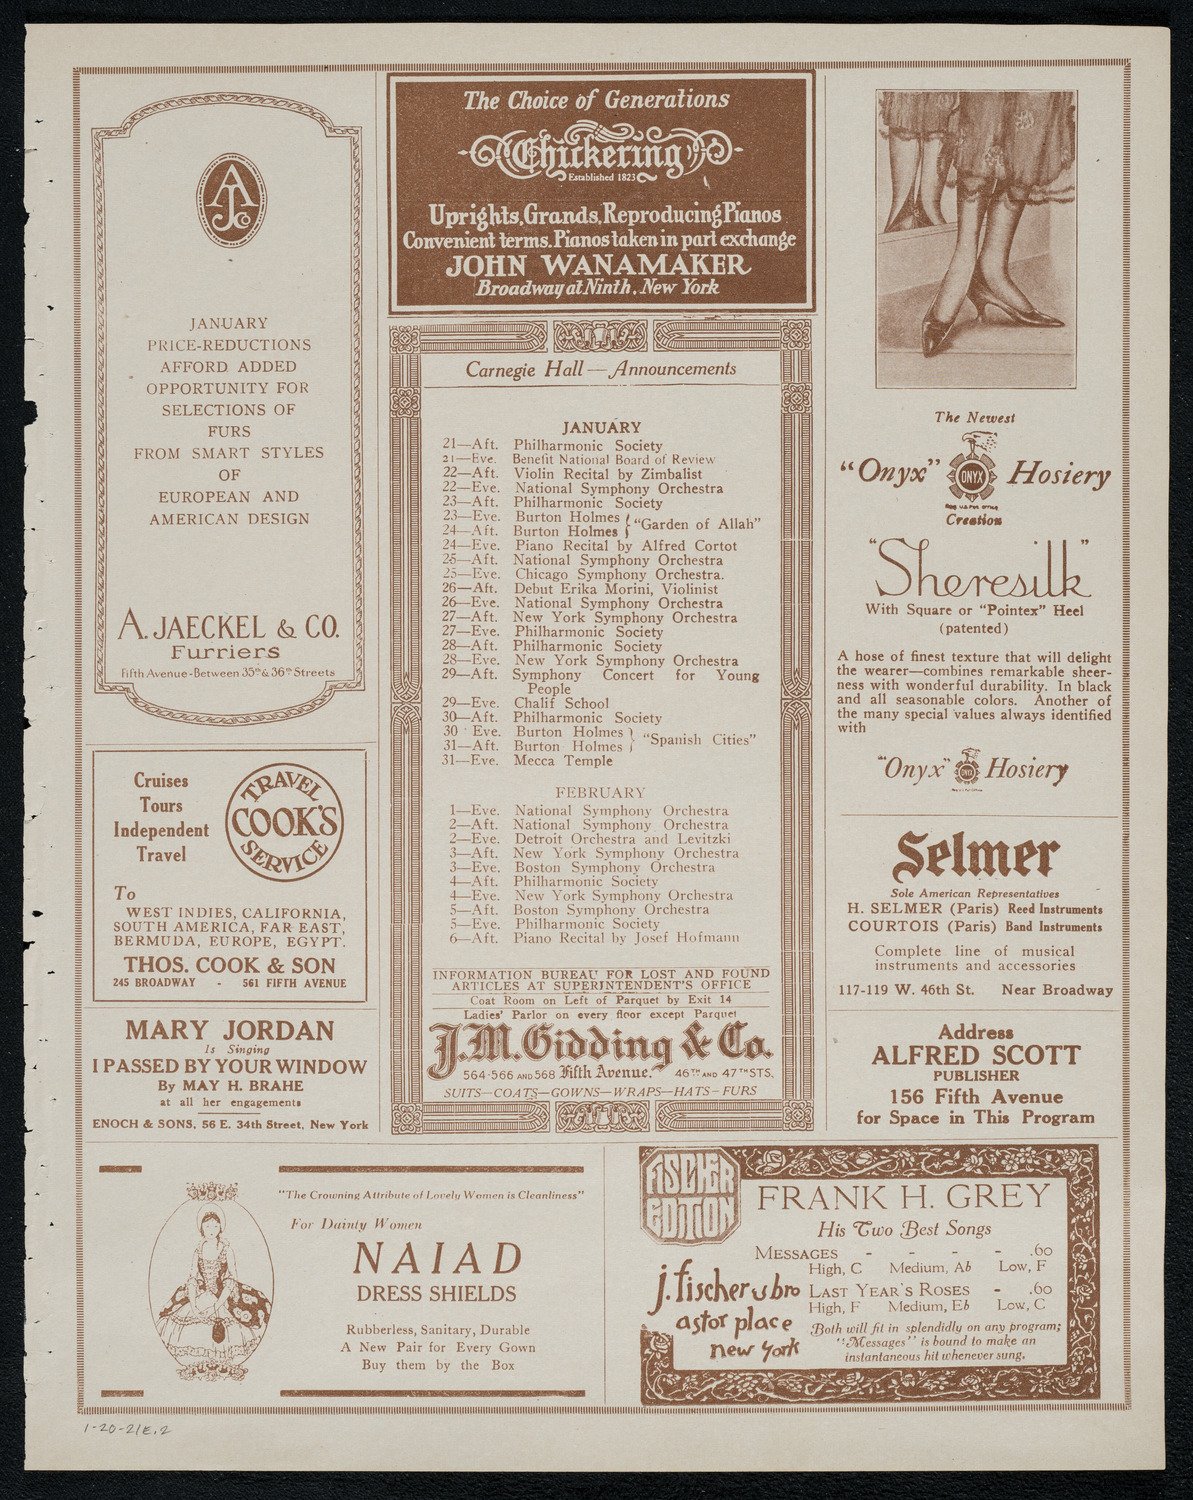 AJCo
JANUARY
PRICE-REDUCTIONS
AFFORD ADDED
OPPORTUNITY FOR
SELECTIONS OF
FURS
FROM SMART STYLES
OF
EUROPEAN AND
AMERICAN DESIGN
A. JAECKEL & CO.
Furriers
Fifth Avenue-Between 35th & 36th Streets
Cruises
Tours
Independent
Travel
TRAVEL
COOK'S
SERVICE
To
WEST INDIES, CALIFORNIA,
SOUTH AMERICA, FAR EAST,
BERMUDA, EUROPE, EGYPT.
THOS. COOK & SON
245 BROADWAY - 561 FIFTH AVENUE
MARY JORDAN
Is Singing
I PASSED BY YOUR WINDOW
By MAY H. BRAHE
at all her engagements
ENOCH & SONS, 56 E. 34th Street, New York
The Choice of Generations
Chickering
Established 1823
Uprights, Grands, Reproducing Pianos
Convenient terms. Pianos taken in part exchange
JOHN WANAMAKER
Broadway at Ninth, New York
Carnegie Hall—Announcements
JANUARY
21—Aft. Philharmonic Society
21—Eve. Benefit National Board of Review
22—Aft. Violin Recital by Zimbalist
22—Eve. National Symphony Orchestra
23—Aft. Philharmonic Society
23—Eve. Burton Holmes } "Garden of Allah"
24—Aft. Burton Holmes
24—Eve. Piano Recital by Alfred Cortot
25—Aft. National Symphony Orchestra
25—Eve. Chicago Symphony Orchestra.
26—Aft. Debut Erika Morini, Violinist
26—Eve. National Symphony Orchestra
27—Aft. New York Symphony Orchestra
27—Eve. Philharmonic Society
28—Aft. Philharmonic Society
28—Eve. New York Symphony Orchestra
29—Aft. Symphony Concert for Young
People
29—Eve. Chalif School
30—Aft. Philharmonic Society
30 Eve. Burton Holmes } "Spanish Cities"
31—Aft. Burton Holmes
31—Eve. Mecca Temple
FEBRUARY
1—Eve. National Symphony Orchestra
2—Aft. National Symphony Orchestra
2—Eve. Detroit Orchestra and Levitzki
3—Aft. New York Symphony Orchestra
3—Eve. Boston Symphony Orchestra
4—Aft. Philharmonic Society
4—Eve. New York Symphony Orchestra
5—Aft. Boston Symphony Orchestra
5—Eve. Philharmonic Society
6—Aft. Piano Recital by Josef Hofmann
INFORMATION BUREAU FOR LOST AND FOUND
ARTICLES AT SUPERINTENDENT'S OFFICE
Coat Room on Left of Parquet by Exit 14
Ladies' Parlor on every floor except Parquet
J.M. Gidding & Co.
564-566 AND 568 Fifth Avenue. 46TH AND 47TH STS.
SUITS—COATS—GOWNS—WRAPS—HATS—FURS
The Newest
"Onyx" ONYX Hosiery
Reg. U.S. Pat. Office
Creation
"Sheresilk"
With Square or "Pointex" Heel
(patented)
A hose of finest texture that will delight
the wearer—combines remarkable sheer-
ness with wonderful durability. In black
and all seasonable colors. Another of
the many special values always identified
with
"Onyx" Hosiery
Selmer
Sole American Representatives
H. SELMER (Paris) Reed Instruments
COURTOIS (Paris) Band Instruments
Complete line of musical
instruments and accessories
117-119 W. 46th St. Near Broadway
Address
ALFRED SCOTT
PUBLISHER
156 Fifth Avenue
for Space in This Program
"The Crowning Attribute of Lovely Women is Cleanliness"
For Dainty Women
NAIAD
DRESS SHIELDS
Rubberless, Sanitary, Durable
A New Pair for Every Gown
Buy them by the Box
FISCHER
EDITION
j. fischer & bro
astor place
new york
FRANK H. GREY
His Two Best Songs
MESSAGES - - - - .60
High, C Medium, Ab Low, F
LAST YEAR'S ROSES - .60
High, F Medium, Eb Low, C
Both will fit in splendidly on any program;
"Messages" is bound to make an
instantaneous hit whenever sung.
1-20-21E,2